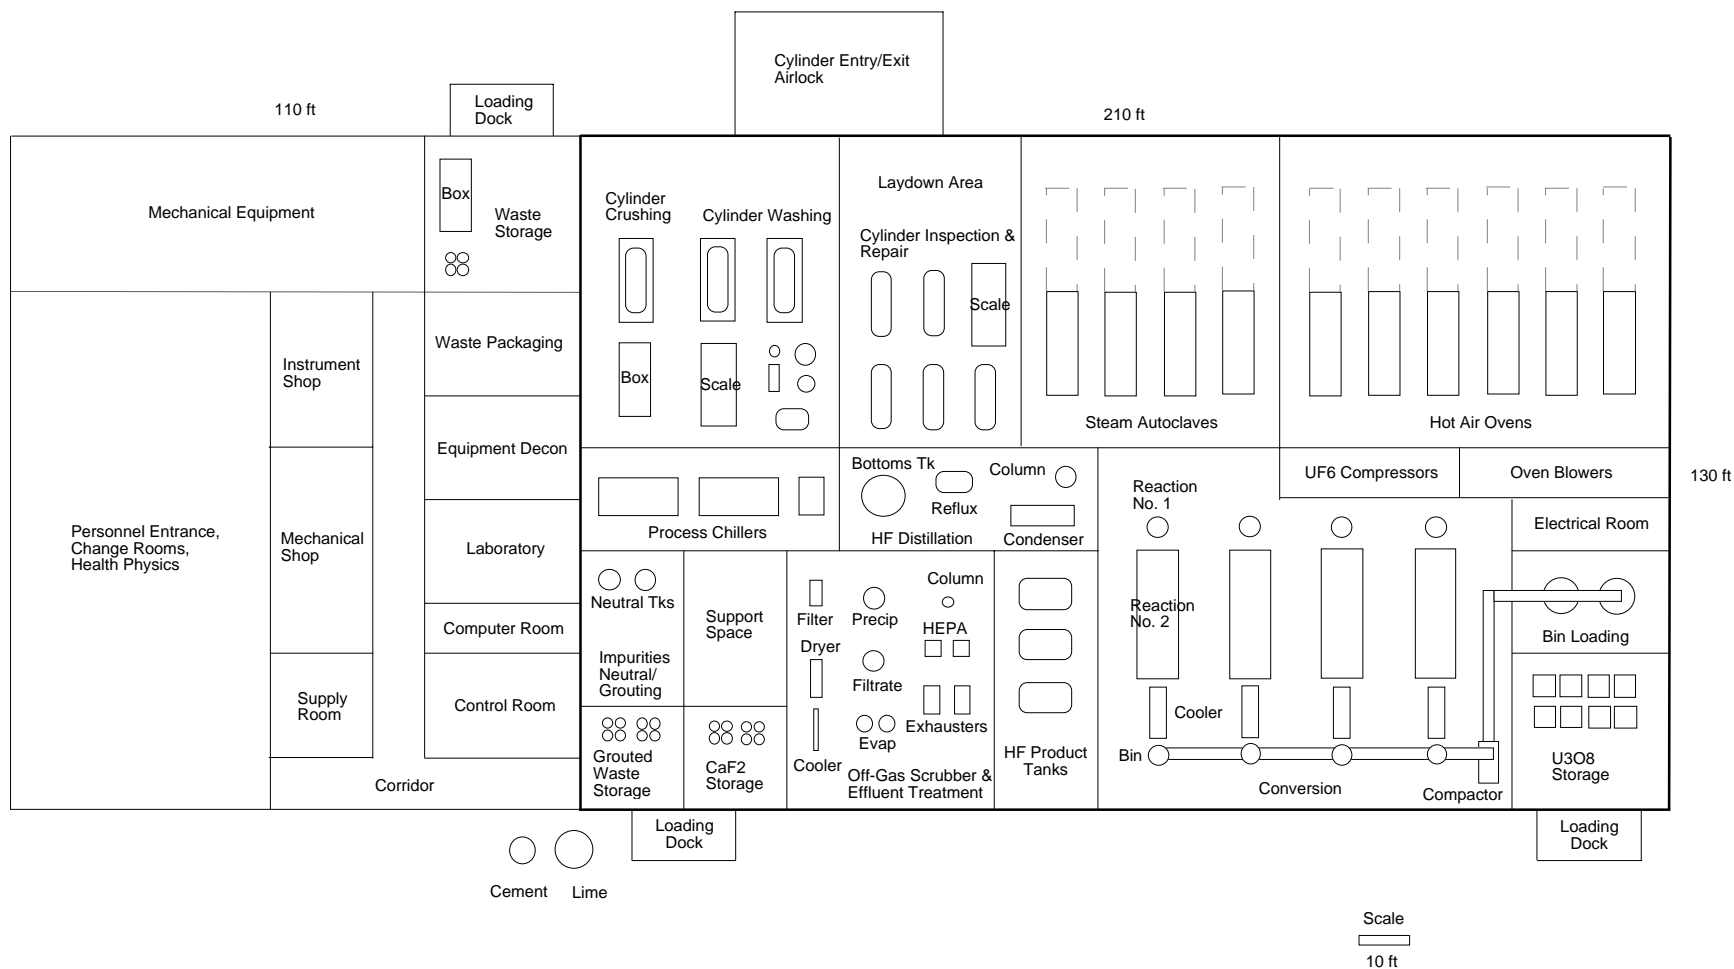 Cylinder Entry/Exit
Airlock
110 ft
Loading
Dock
210 ft
Mechanical Equipment
Box
Waste
Storage
Cylinder
Crushing
Cylinder Washing
Laydown Area
Cylinder Inspection &
Repair
Scale
Box
Scale
Steam Autoclaves
Hot Air Ovens
Waste Packaging
Instrument
Shop
Equipment Decon
Personnel Entrance,
Change Rooms,
Health Physics
Mechanical
Shop
Laboratory
Computer Room
Supply
Room
Control Room
Corridor
Process Chillers
Bottoms Tk
Column
Reflux
HF Distillation
Condenser
Reaction
No. 1
UF6 Compressors
Oven Blowers
130 ft
Electrical Room
Neutral Tks
Impurities
Neutral/
Grouting
Support
Space
Filter
Precip
Column
Dryer
HEPA
Filtrate
Evap
Exhausters
Cooler
Off-Gas Scrubber &
Effluent Treatment
HF Product
Tanks
Reaction
No. 2
Cooler
Bin
Conversion
Compactor
Bin Loading
U3O8
Storage
Grouted
Waste
Storage
CaF2
Storage
Loading
Dock
Loading
Dock
Cement
Lime
Scale
10 ft